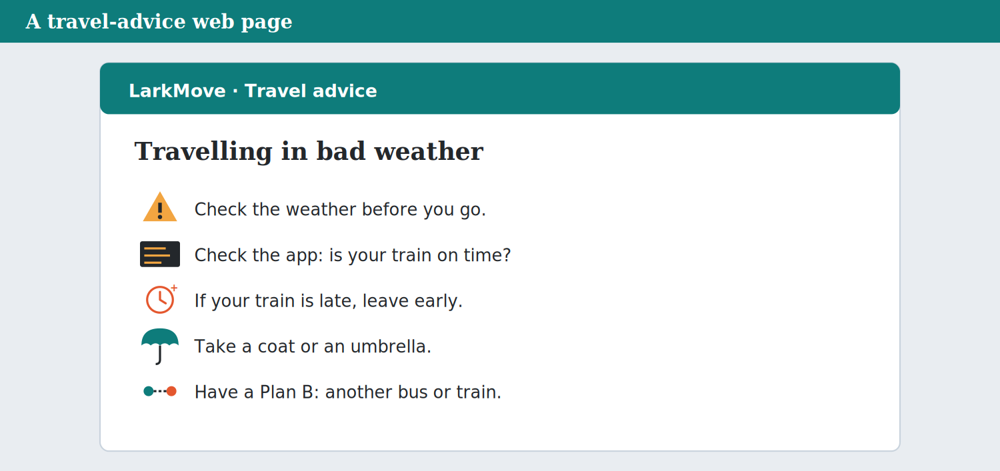 A travel-advice web page
LarkMove · Travel advice
Travelling in bad weather
Check the weather before you go.
Check the app: is your train on time?
If your train is late, leave early.
Take a coat or an umbrella.
Have a Plan B: another bus or train.